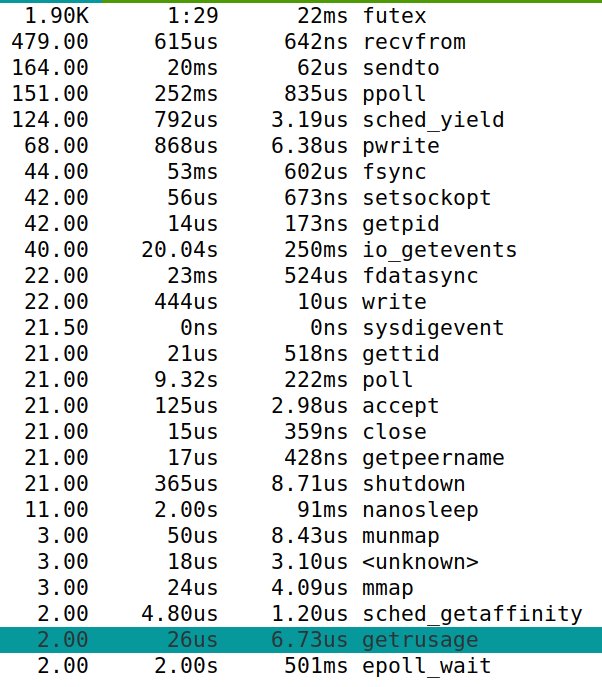 1.90K 1:29 22ms futex
479.00 615us 642ns recvfrom
164.00 20ms 62us sendto
151.00 252ms 835us ppoll
124.00 792us 3.19us sched_yield
68.00 868us 6.38us pwrite
44.00 53ms 602us fsync
42.00 56us 673ns setsockopt
42.00 14us 173ns getpid
40.00 20.04s 250ms io_getevents
22.00 23ms 524us fdatasync
22.00 444us 10us write
21.50 0ns 0ns sysdigevent
21.00 21us 518ns gettid
21.00 9.32s 222ms poll
21.00 125us 2.98us accept
21.00 15us 359ns close
21.00 17us 428ns getpeername
21.00 365us 8.71us shutdown
11.00 2.00s 91ms nanosleep
3.00 50us 8.43us munmap
3.00 18us 3.10us <unknown>
3.00 24us 4.09us mmap
2.00 4.80us 1.20us sched_getaffinity
2.00 26us 6.73us getrusage
2.00 2.00s 501ms epoll_wait